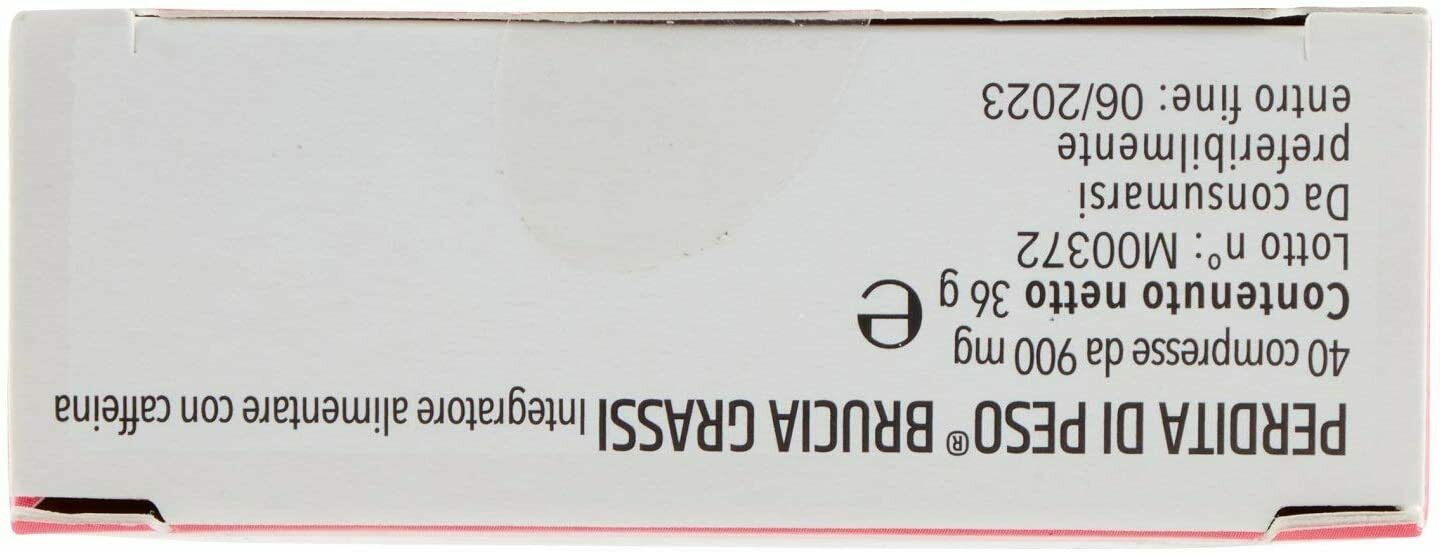 PERDITA DI PESO® BRUCIA GRASSI Integratore alimentare con caffeina
40 compresse da 900 mg
Contenuto netto 36 g ℮
Lotto n°: M00372
Da consumarsi
preferibilmente
entro fine: 06/2023